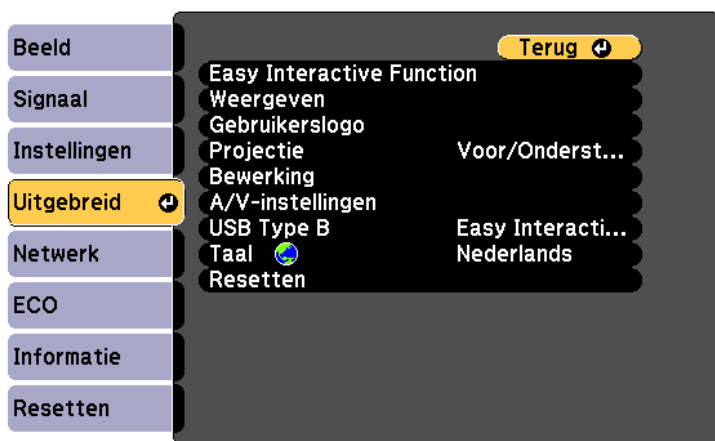 Beeld
Signaal
Instellingen
Uitgebreid
Netwerk
ECO
Informatie
Resetten
Terug
Easy Interactive Function
Weergeven
Gebruikerslogo
Projectie Voor/Onderst...
Bewerking
A/V-instellingen
USB Type B Easy Interacti...
Taal Nederlands
Resetten